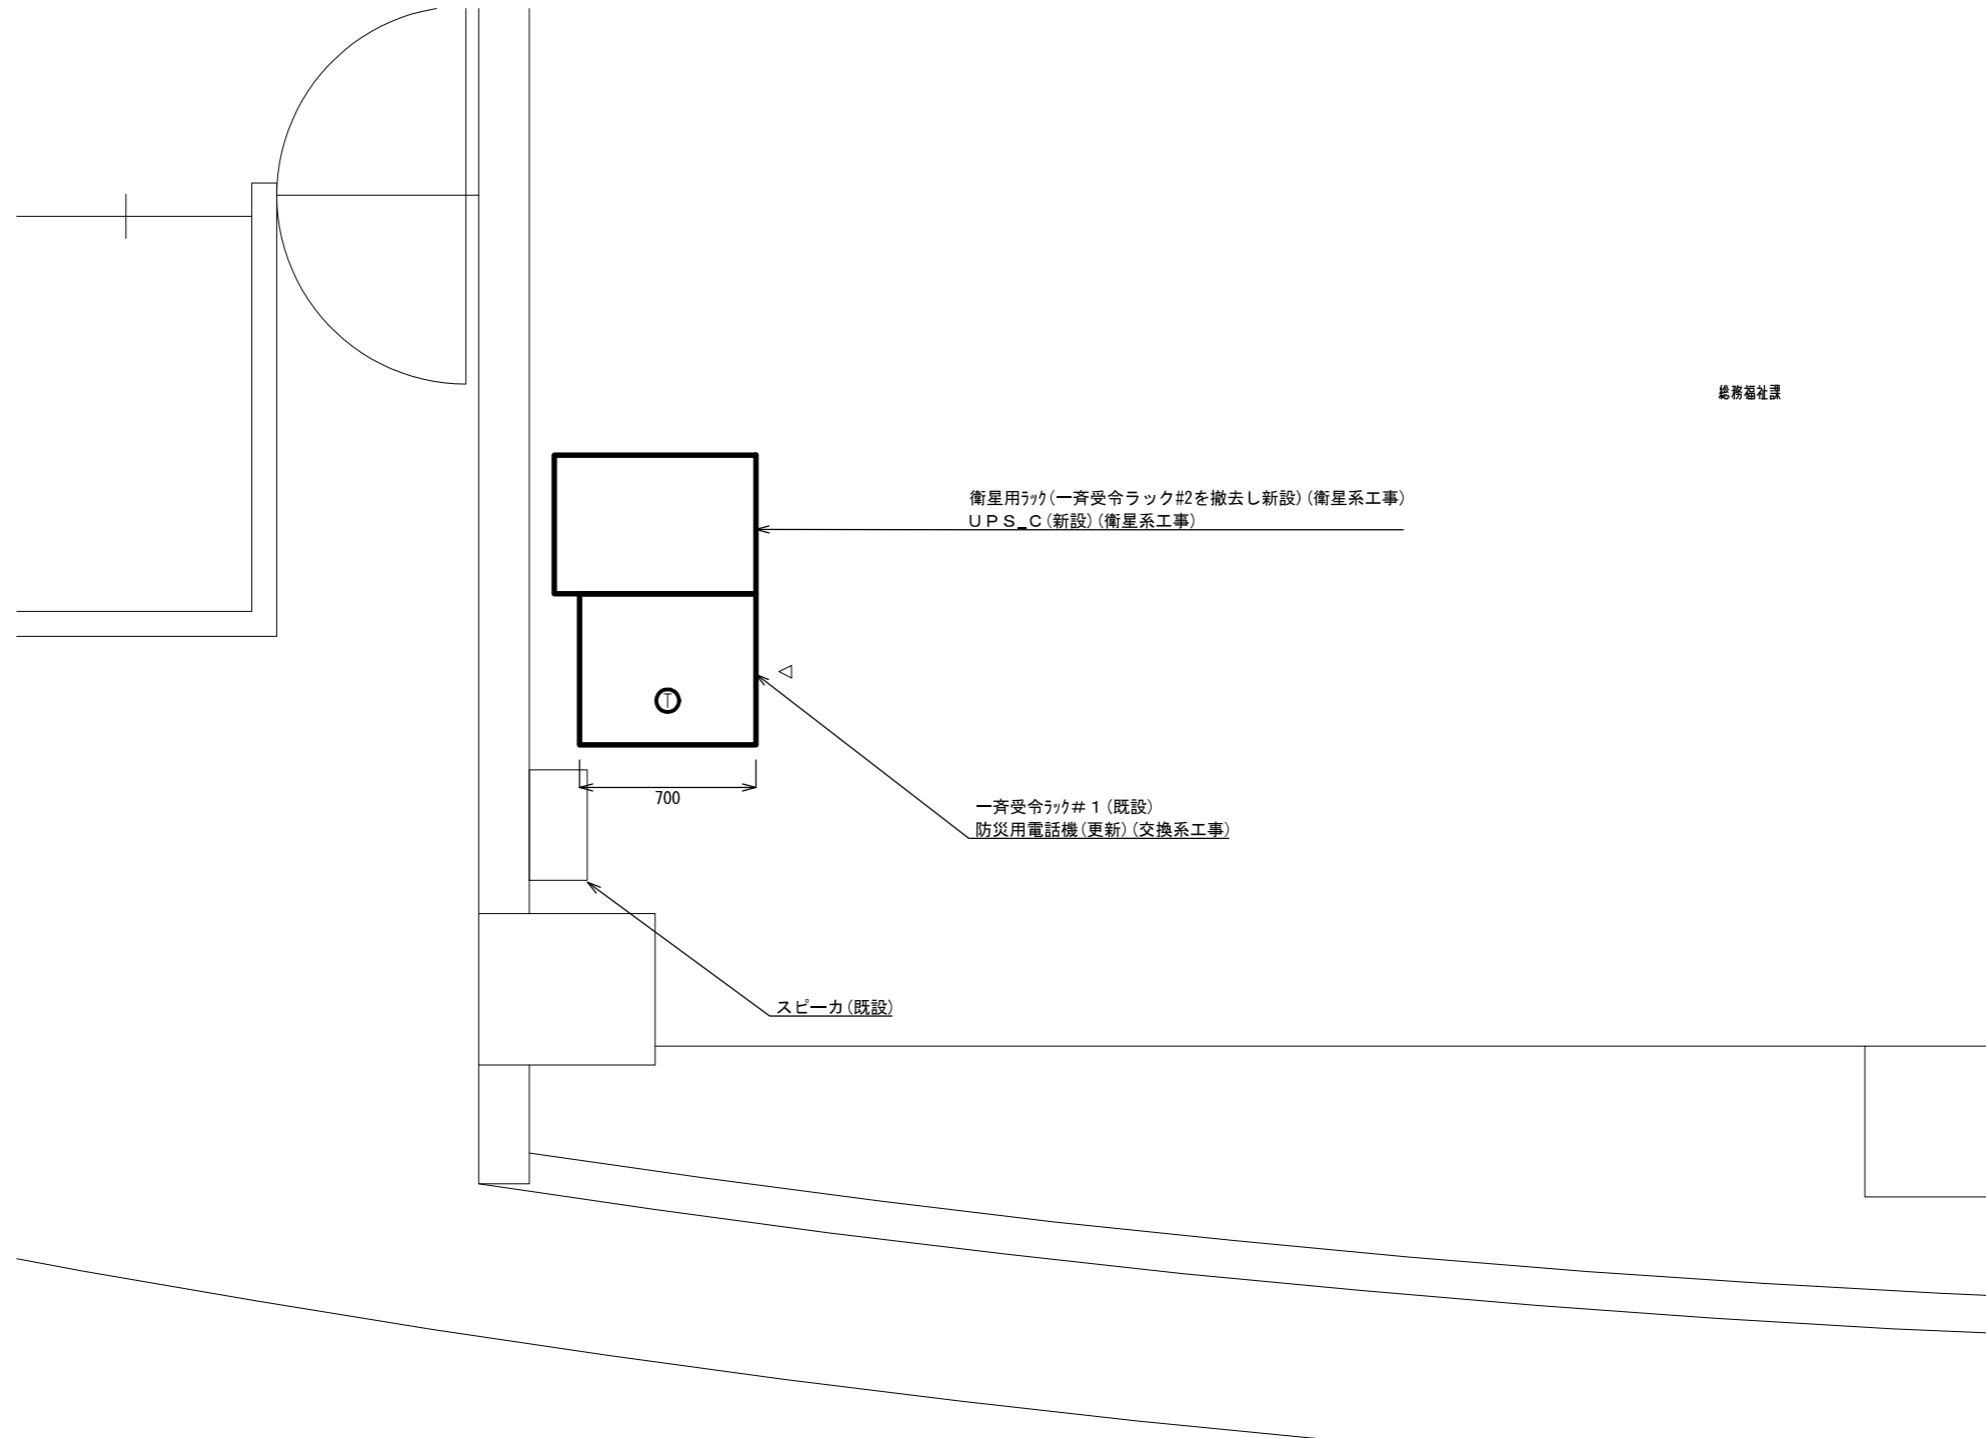 総務福祉課
衛星用ﾗｯｸ(一斉受令ラック#2を撤去し新設)(衛星系工事)
ＵＰＳ_Ｃ(新設)(衛星系工事)
Ｔ
700
一斉受令ﾗｯｸ＃１(既設)
防災用電話機(更新)(交換系工事)
スピーカ(既設)